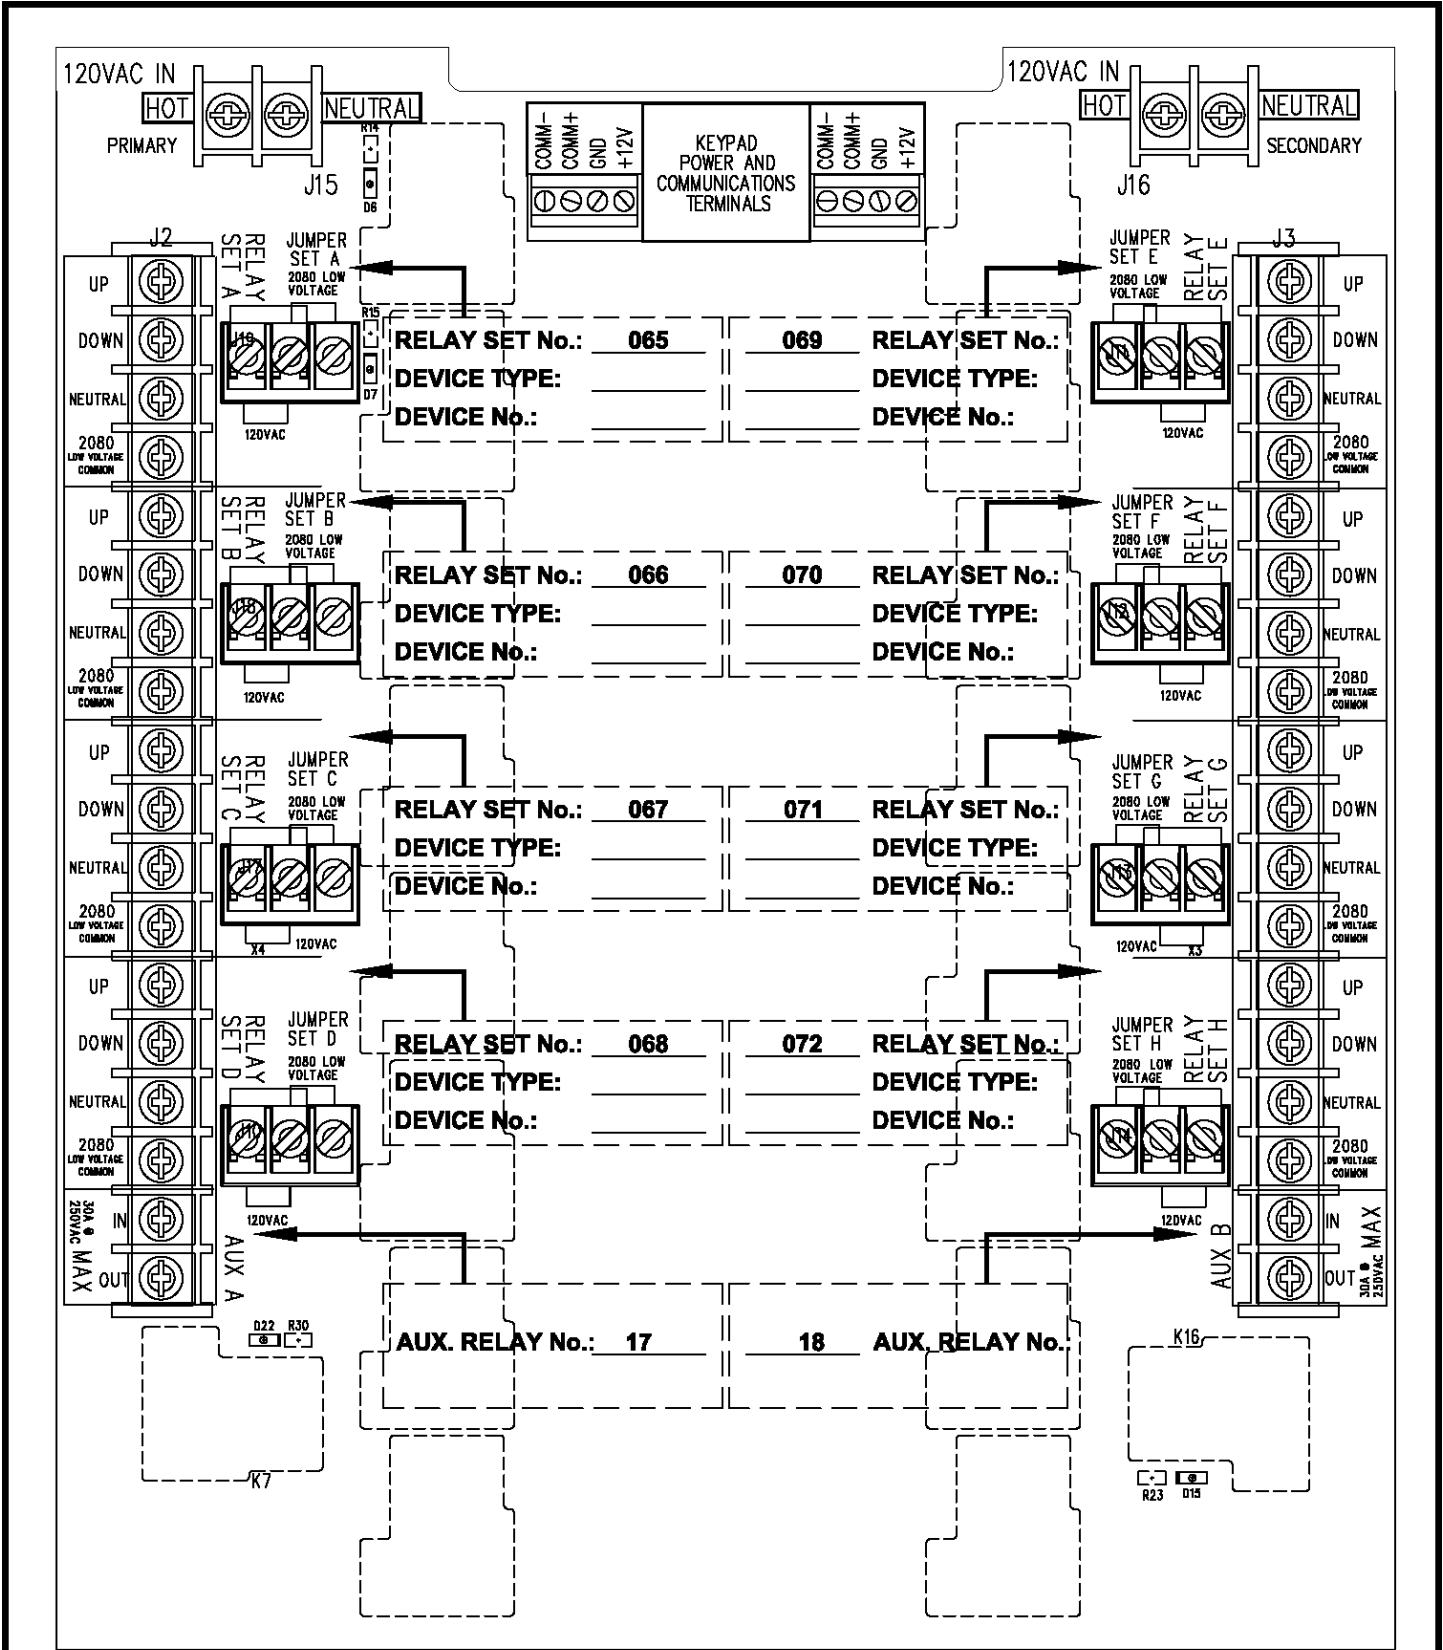 120VAC IN
HOT
NEUTRAL
PRIMARY
J15
R14
D6
COMM-
COMM+
GND
+12V
KEYPAD
POWER AND
COMMUNICATIONS
TERMINALS
COMM-
COMM+
GND
+12V
120VAC IN
HOT
NEUTRAL
SECONDARY
J16
J2
UP
DOWN
NEUTRAL
2080
LOW VOLTAGE
COMMON
RELAY
SET A
JUMPER
SET A
2080 LOW
VOLTAGE
J19
120VAC
R15
D7
RELAY SET No.: 065
DEVICE TYPE:
DEVICE No.:
069 RELAY SET No.:
DEVICE TYPE:
DEVICE No.:
JUMPER
SET E
2080 LOW
VOLTAGE
RELAY
SET E
J11
120VAC
J3
UP
DOWN
NEUTRAL
2080
LOW VOLTAGE
COMMON
UP
DOWN
NEUTRAL
2080
LOW VOLTAGE
COMMON
RELAY
SET B
JUMPER
SET B
2080 LOW
VOLTAGE
J18
120VAC
RELAY SET No.: 066
DEVICE TYPE:
DEVICE No.:
070 RELAY SET No.:
DEVICE TYPE:
DEVICE No.:
JUMPER
SET F
2080 LOW
VOLTAGE
RELAY
SET F
J12
120VAC
UP
DOWN
NEUTRAL
2080
LOW VOLTAGE
COMMON
UP
DOWN
NEUTRAL
2080
LOW VOLTAGE
COMMON
RELAY
SET C
JUMPER
SET C
2080 LOW
VOLTAGE
J17
X4
120VAC
RELAY SET No.: 067
DEVICE TYPE:
DEVICE No.:
071 RELAY SET No.:
DEVICE TYPE:
DEVICE No.:
JUMPER
SET G
2080 LOW
VOLTAGE
RELAY
SET G
J13
120VAC
X3
UP
DOWN
NEUTRAL
2080
LOW VOLTAGE
COMMON
UP
DOWN
NEUTRAL
2080
LOW VOLTAGE
COMMON
RELAY
SET D
JUMPER
SET D
2080 LOW
VOLTAGE
J10
120VAC
RELAY SET No.: 068
DEVICE TYPE:
DEVICE No.:
072 RELAY SET No.:
DEVICE TYPE:
DEVICE No.:
JUMPER
SET H
2080 LOW
VOLTAGE
RELAY
SET H
J14
120VAC
UP
DOWN
NEUTRAL
2080
LOW VOLTAGE
COMMON
30A @
250VAC MAX
IN
OUT
AUX A
AUX. RELAY No.: 17
18 AUX. RELAY No.:
AUX B
IN
OUT
30A @
250VAC MAX
D22 R30
K7
K16
R23 D15